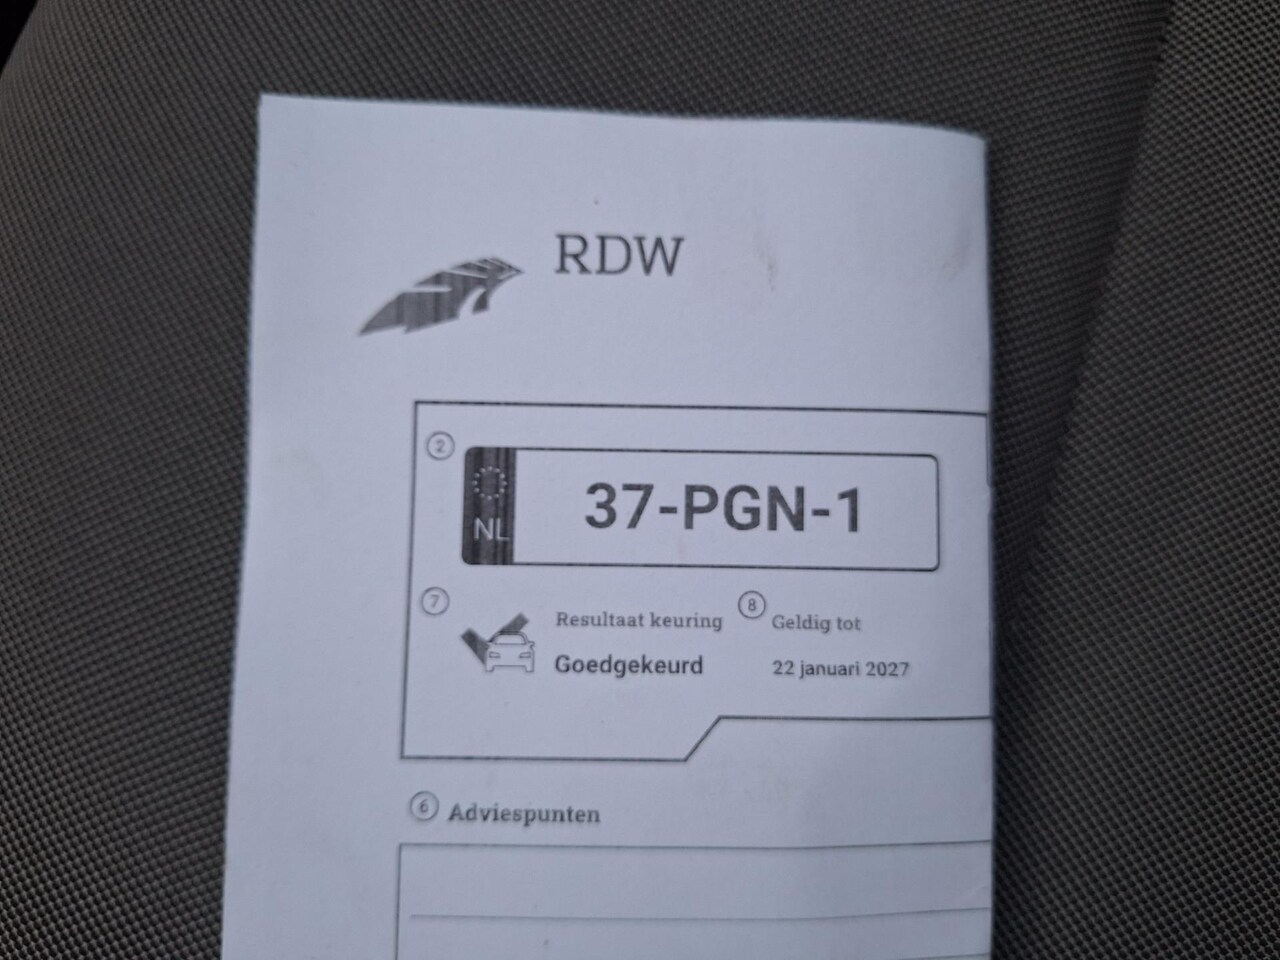 RDW
2
NL
37-PGN-1
7
Resultaat keuring
Goedgekeurd
8
Geldig tot
22 januari 2027
6
Adviespunten